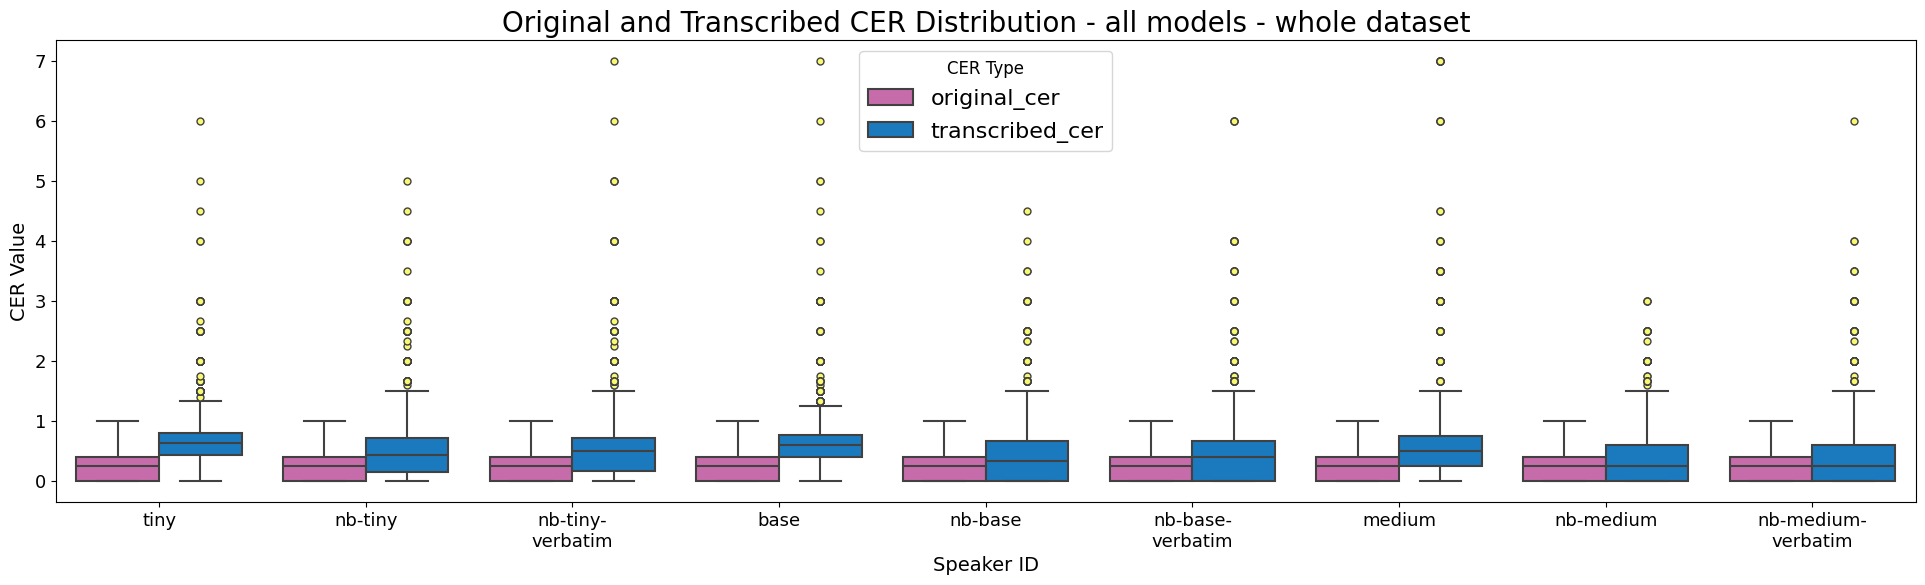 Original and Transcribed CER Distribution - all models - whole dataset
CER Type
original_cer
transcribed_cer
CER Value
7
6
5
4
3
2
1
0
tiny
nb-tiny
nb-tiny-
verbatim
base
nb-base
nb-base-
verbatim
medium
nb-medium
nb-medium-
verbatim
Speaker ID